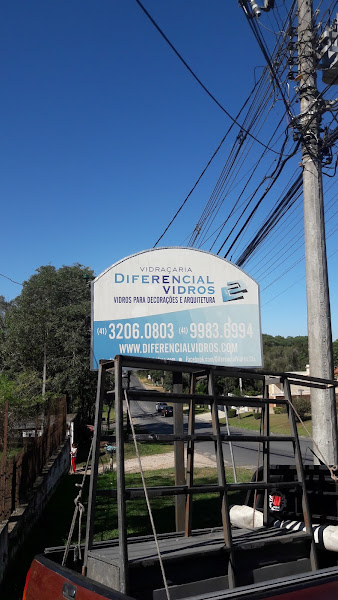 VIDRAÇARIA
DIFERENCIAL
VIDROS
VIDROS PARA DECORAÇÕES E ARQUITETURA
(41) 3206.0803 (41) 9983.6994
WWW.DIFERENCIALVIDROS.COM